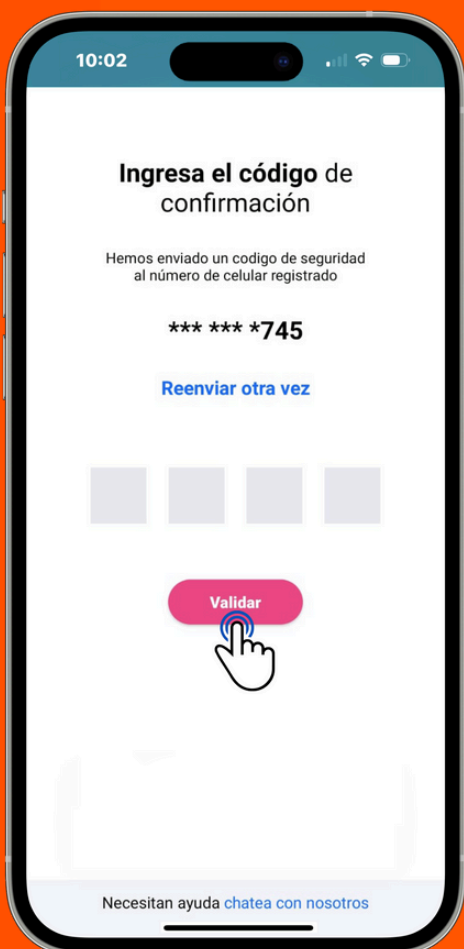 10:02
Ingresa el código de
confirmación
Hemos enviado un codigo de seguridad
al número de celular registrado
*** *** *745
Reenviar otra vez
Validar
Necesitan ayuda chatea con nosotros